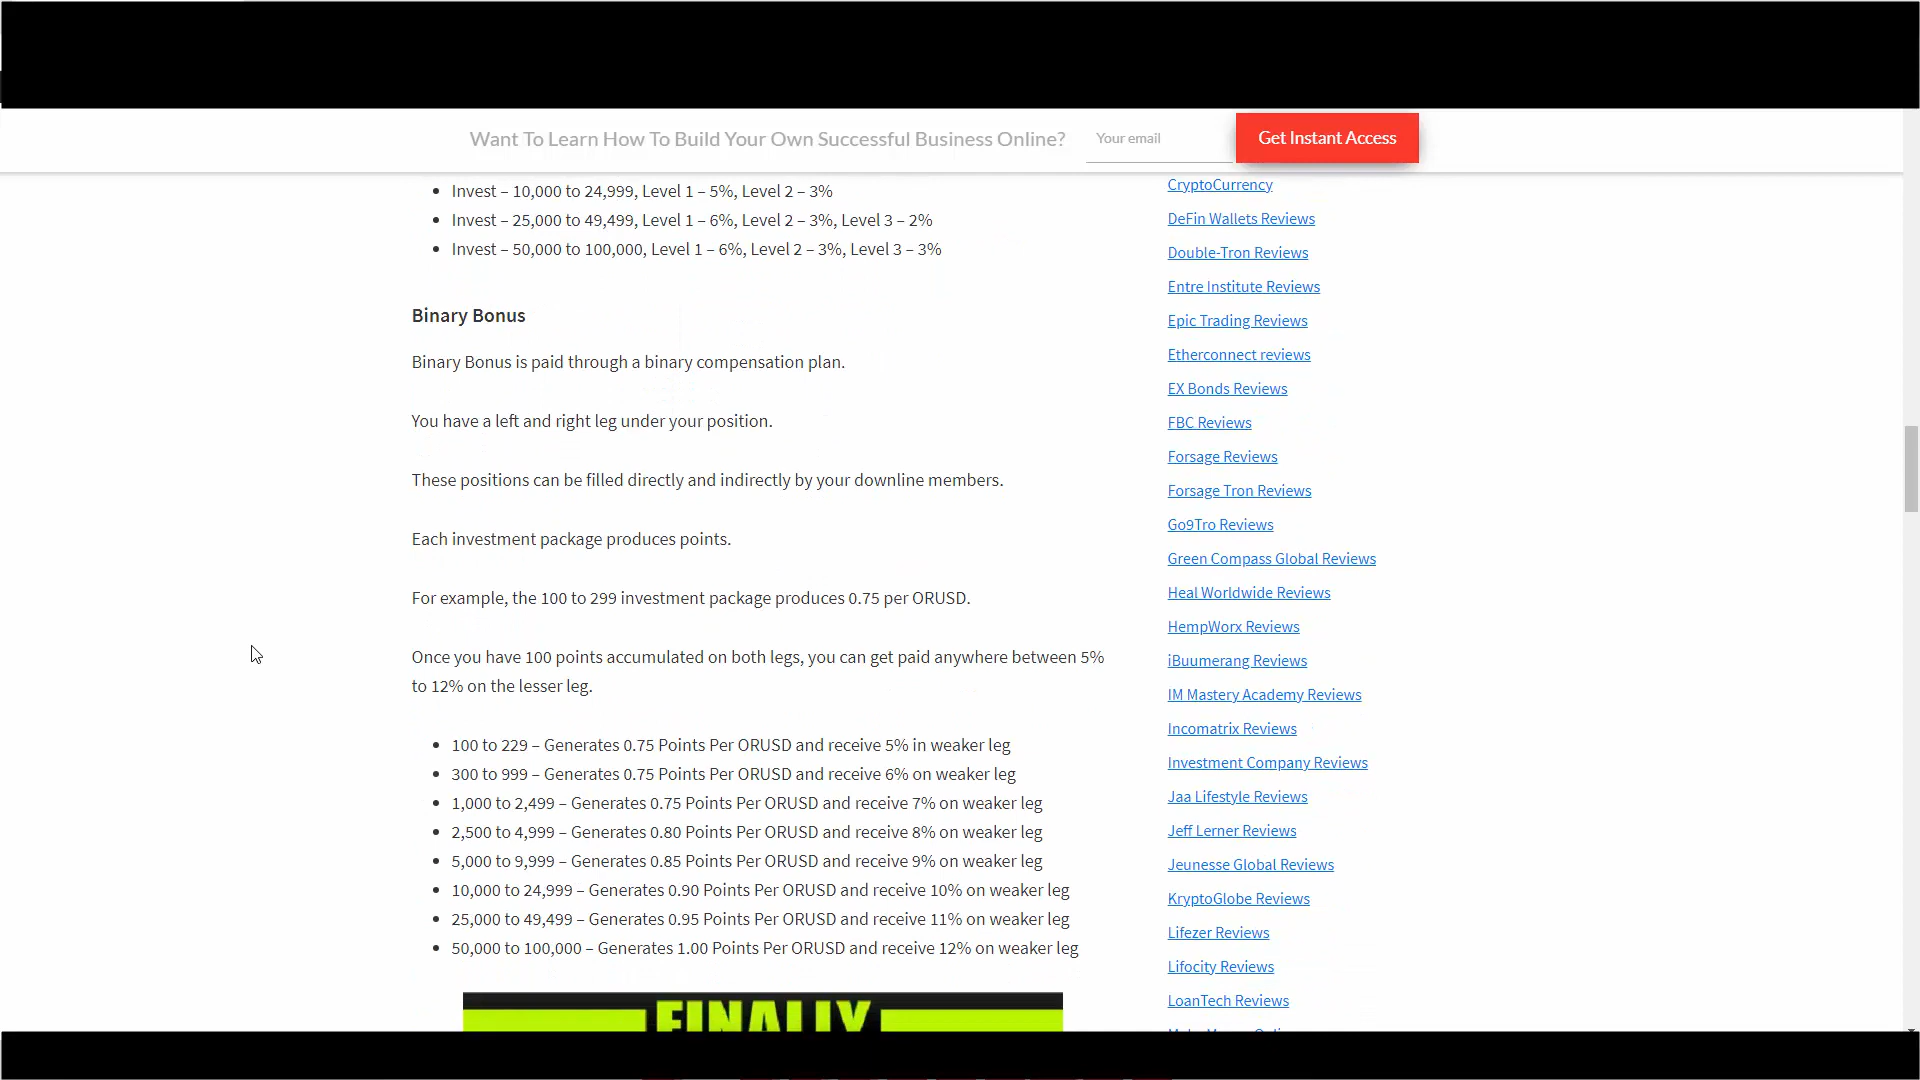 Want To Learn How To Build Your Own Successful Business Online?
Your email
Get Instant Access
Invest – 10,000 to 24,999, Level 1 – 5%, Level 2 – 3%
Invest – 25,000 to 49,499, Level 1 – 6%, Level 2 – 3%, Level 3 – 2%
Invest – 50,000 to 100,000, Level 1 – 6%, Level 2 – 3%, Level 3 – 3%
Binary Bonus
Binary Bonus is paid through a binary compensation plan.
You have a left and right leg under your position.
These positions can be filled directly and indirectly by your downline members.
Each investment package produces points.
For example, the 100 to 299 investment package produces 0.75 per ORUSD.
Once you have 100 points accumulated on both legs, you can get paid anywhere between 5%
to 12% on the lesser leg.
100 to 229 – Generates 0.75 Points Per ORUSD and receive 5% in weaker leg
300 to 999 – Generates 0.75 Points Per ORUSD and receive 6% on weaker leg
1,000 to 2,499 – Generates 0.75 Points Per ORUSD and receive 7% on weaker leg
2,500 to 4,999 – Generates 0.80 Points Per ORUSD and receive 8% on weaker leg
5,000 to 9,999 – Generates 0.85 Points Per ORUSD and receive 9% on weaker leg
10,000 to 24,999 – Generates 0.90 Points Per ORUSD and receive 10% on weaker leg
25,000 to 49,499 – Generates 0.95 Points Per ORUSD and receive 11% on weaker leg
50,000 to 100,000 – Generates 1.00 Points Per ORUSD and receive 12% on weaker leg
FINALLY
CryptoCurrency
DeFin Wallets Reviews
Double-Tron Reviews
Entre Institute Reviews
Epic Trading Reviews
Etherconnect reviews
EX Bonds Reviews
FBC Reviews
Forsage Reviews
Forsage Tron Reviews
Go9Tro Reviews
Green Compass Global Reviews
Heal Worldwide Reviews
HempWorx Reviews
iBuumerang Reviews
IM Mastery Academy Reviews
Incomatrix Reviews
Investment Company Reviews
Jaa Lifestyle Reviews
Jeff Lerner Reviews
Jeunesse Global Reviews
KryptoGlobe Reviews
Lifezer Reviews
Lifocity Reviews
LoanTech Reviews